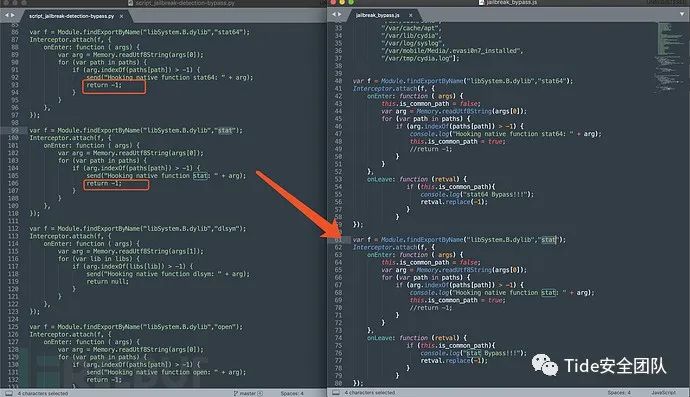 script_jailbreak-detection-bypass.py
script_jailbreak-detection-bypass.py
86 var f = Module.findExportByName("libSystem.B.dylib","stat64");
87 Interceptor.attach(f, {
88 onEnter: function ( args) {
89 var arg = Memory.readUtf8String(args[0]);
90 for (var path in paths) {
91 if (arg.indexOf(paths[path]) > -1) {
92 send("Hooking native function stat64: " + arg);
93 return -1;
94 }
95 }
96 }
97 });
98
99 var f = Module.findExportByName("libSystem.B.dylib","stat");
100 Interceptor.attach(f, {
101 onEnter: function ( args) {
102 var arg = Memory.readUtf8String(args[0]);
103 for (var path in paths) {
104 if (arg.indexOf(paths[path]) > -1) {
105 send("Hooking native function stat: " + arg);
106 return -1;
107 }
108 }
109 }
110 });
111
112 var f = Module.findExportByName("libSystem.B.dylib","dlsym");
113 Interceptor.attach(f, {
114 onEnter: function ( args) {
115 var arg = Memory.readUtf8String(args[1]);
116 for (var lib in libs) {
117 if (arg.indexOf(libs[lib]) > -1) {
118 send("Hooking native function dlsym: " + arg);
119 return null;
120 }
121 }
122 }
123 });
124
125
126 var f = Module.findExportByName("libSystem.B.dylib","open");
127 Interceptor.attach(f, {
128 onEnter: function ( args) {
129 var arg = Memory.readUtf8String(args[0]);
130 for (var path in paths) {
131 if (arg.indexOf(paths[path]) > -1) {
132 send("Hooking native function open: " + arg);
133 return -1;
4 characters selected
master
Spaces: 4
jailbreak_bypass.js
jailbreak_bypass.js
"/var/cache/apt",
"/var/lib/cydia",
"/var/log/syslog",
"/var/mobile/Media/.evasi0n7_installed",
"/var/tmp/cydia.log"];
40 var f = Module.findExportByName("libSystem.B.dylib","stat64");
41 Interceptor.attach(f, {
42 onEnter: function ( args) {
43 this.is_common_path = false;
44 var arg = Memory.readUtf8String(args[0]);
45 for (var path in paths) {
46 if (arg.indexOf(paths[path]) > -1) {
47 console.log("Hooking native function stat64: " + arg);
48 this.is_common_path = true
49 //return -1;
50 }
51 }
52 },
53 onLeave: function (retval) {
54 if (this.is_common_path){
55 console.log("stat64 Bypass!!!");
56 retval.replace(-1);
57 }
58 }
59 });
60
61 var f = Module.findExportByName("libSystem.B.dylib","stat");
62 Interceptor.attach(f, {
63 onEnter: function ( args) {
64 this.is_common_path = false;
65 var arg = Memory.readUtf8String(args[0]);
66 for (var path in paths) {
67 if (arg.indexOf(paths[path]) > -1) {
68 console.log("Hooking native function stat: " + arg);
69 this.is_common_path = true
70 //return -1;
71 }
72 }
73 },
74 onLeave: function (retval) {
75 if (this.is_common_path){
76 console.log("stat Bypass!!!");
77 retval.replace(-1);
78 }
79 }
80 });
4 characters selected
Spaces: 4
Tide安全团队